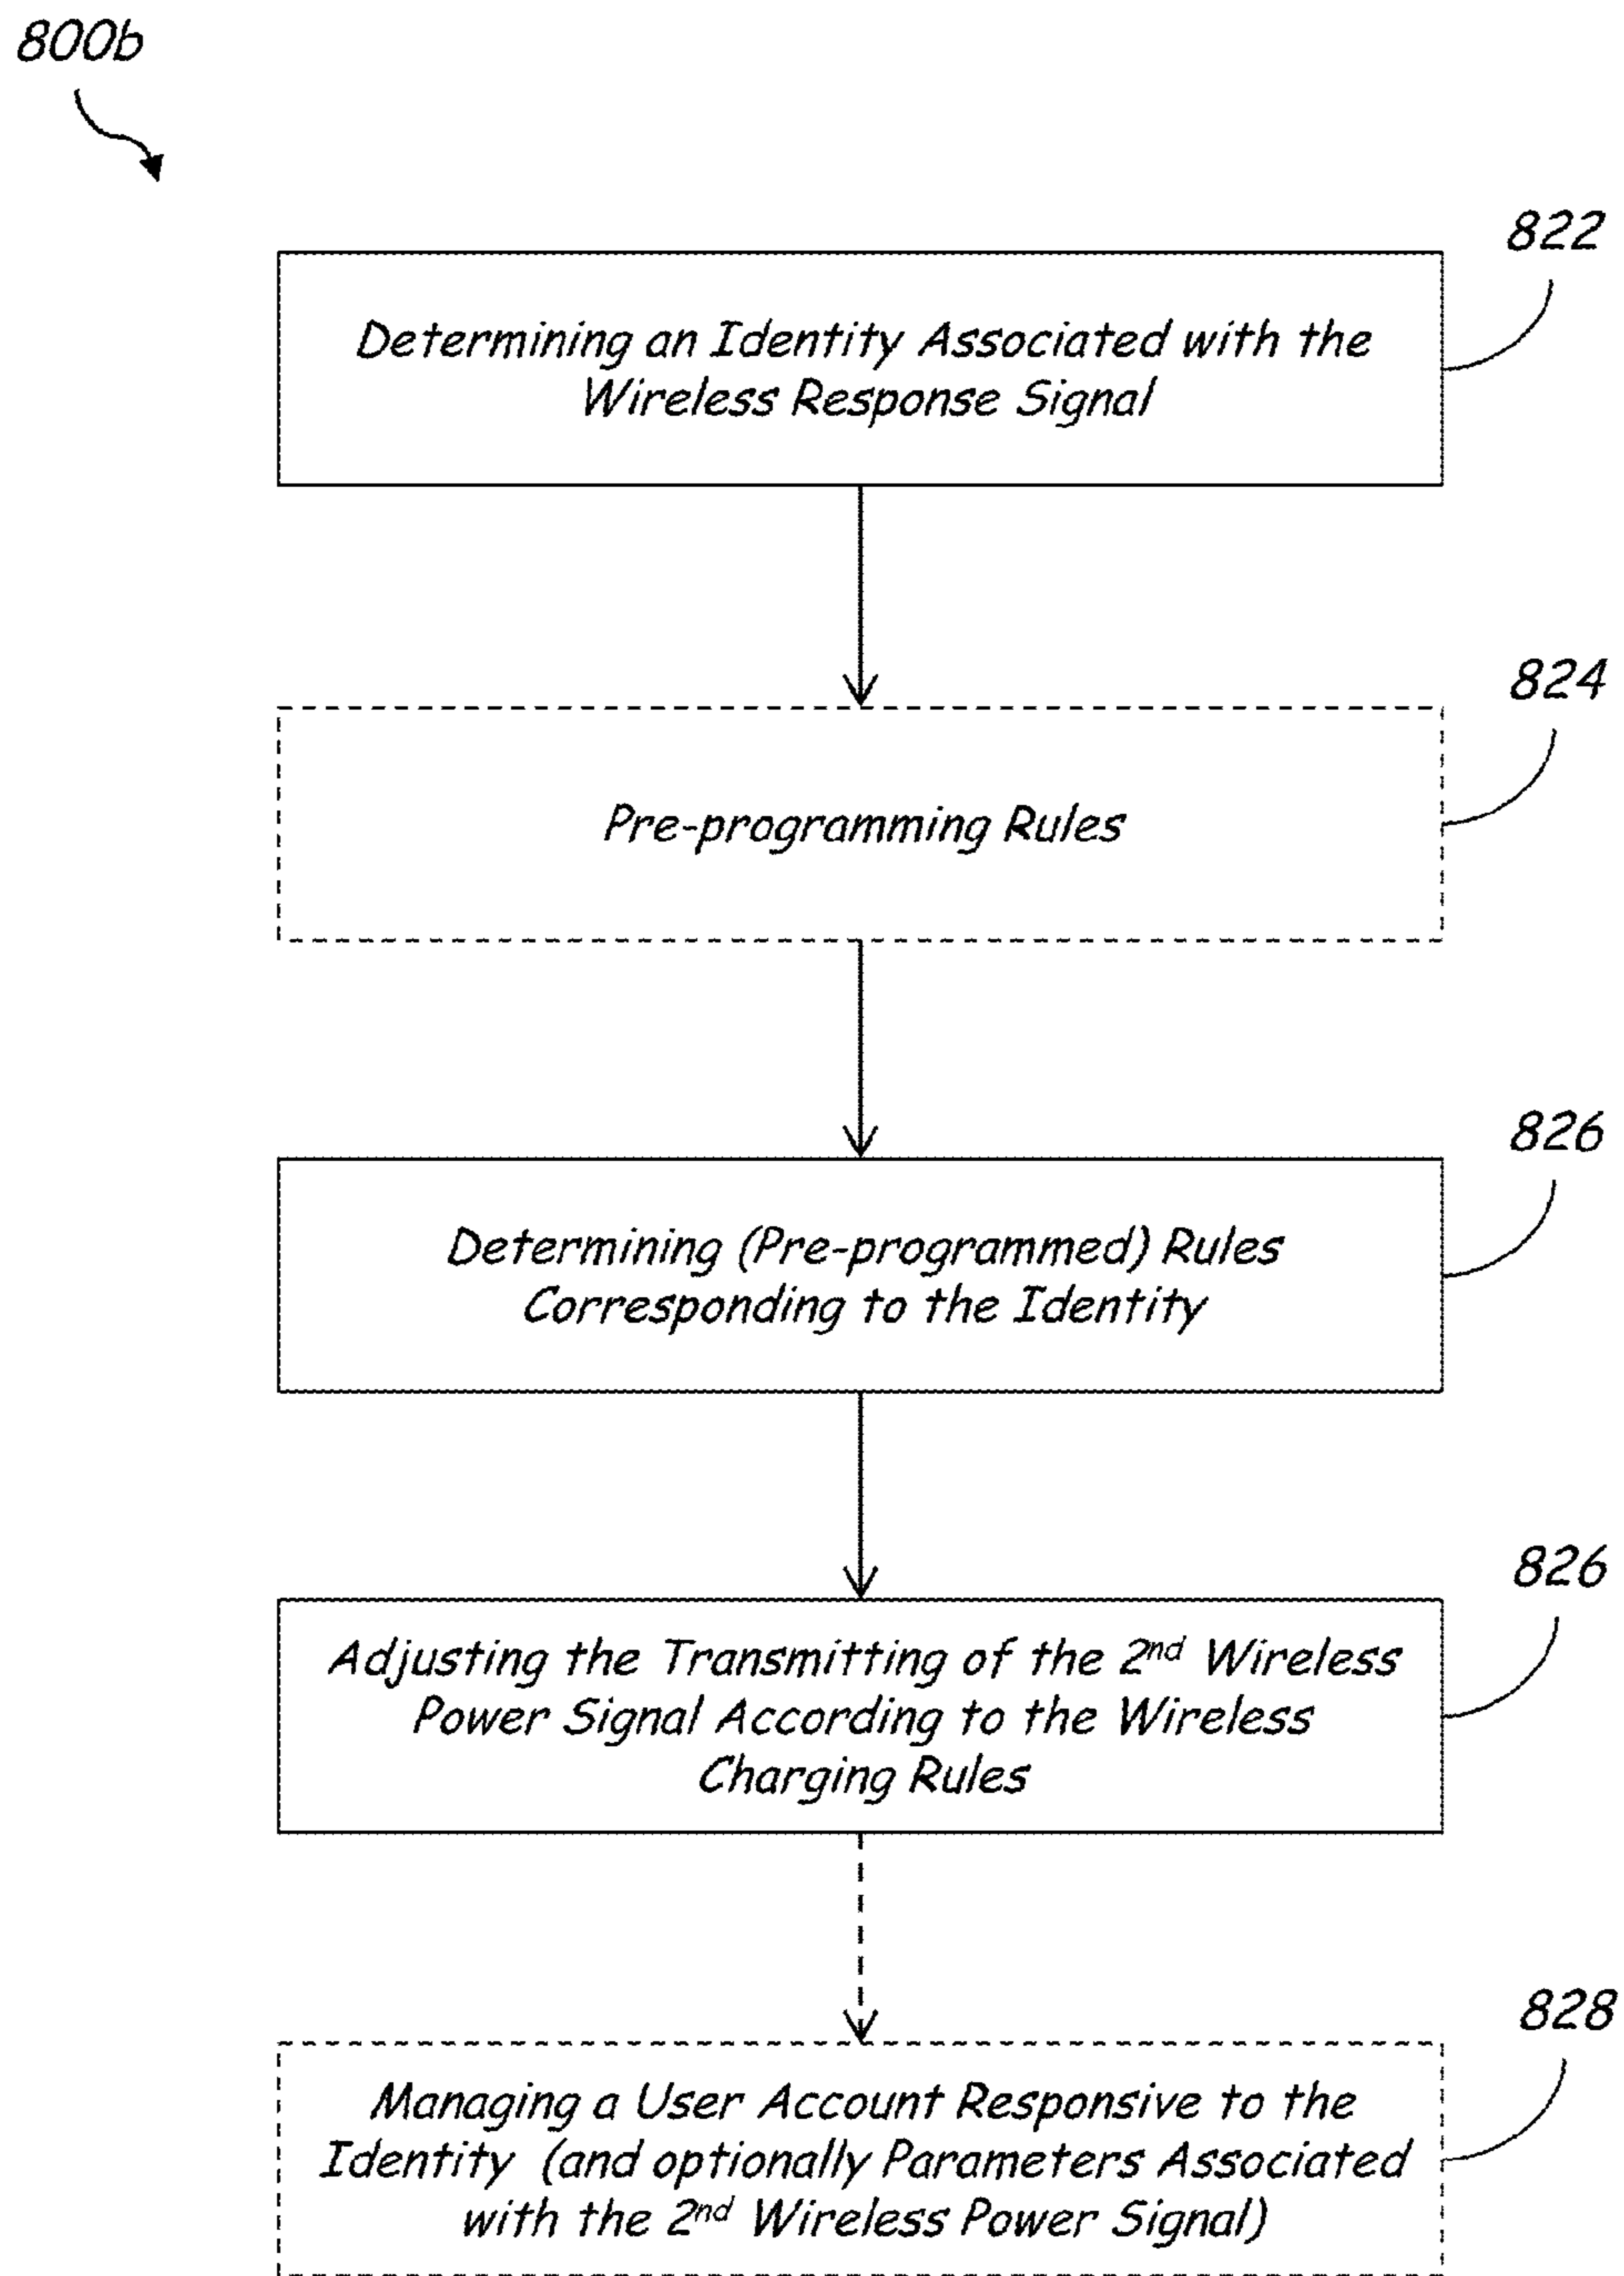 800b
822
Determining an Identity Associated with the
Wireless Response Signal
824
Pre-programming Rules
826
Determining (Pre-programmed) Rules
Corresponding to the Identity
826
Adjusting the Transmitting of the 2nd Wireless
Power Signal According to the Wireless
Charging Rules
828
Managing a User Account Responsive to the
Identity (and optionally Parameters Associated
with the 2nd Wireless Power Signal)